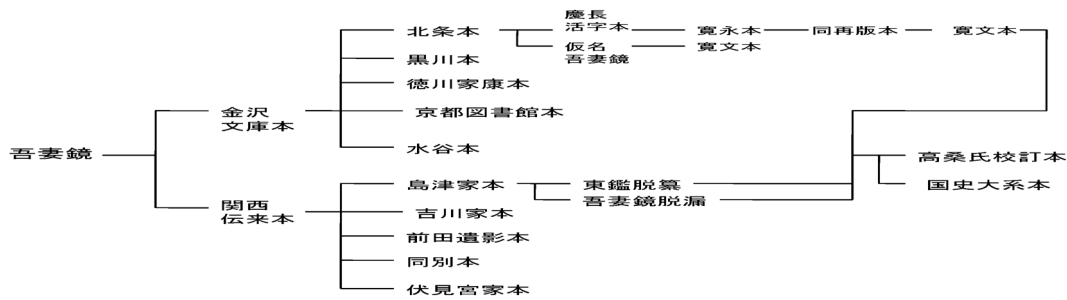 吾妻鏡
金沢
文庫本
関西
伝来本
北条本
黒川本
徳川家康本
京都図書館本
水谷本
島津家本
吉川家本
前田遺影本
同別本
伏見宮家本
慶長
活字本
仮名
吾妻鏡
東鑑脱纂
吾妻鏡脱漏
寛永本
寛文本
同再版本
寛文本
高桑氏校訂本
国史大系本